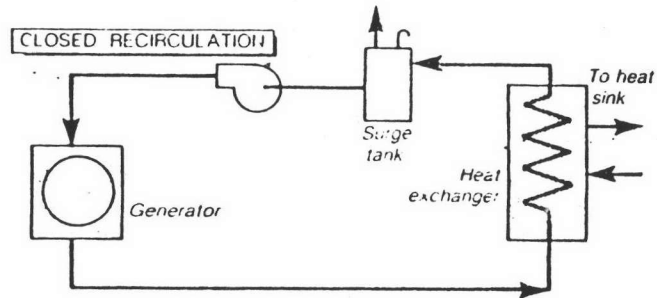 CLOSED RECIRCULATION
To heat
sink
Surge
tank
Heat
exchanger
Generator